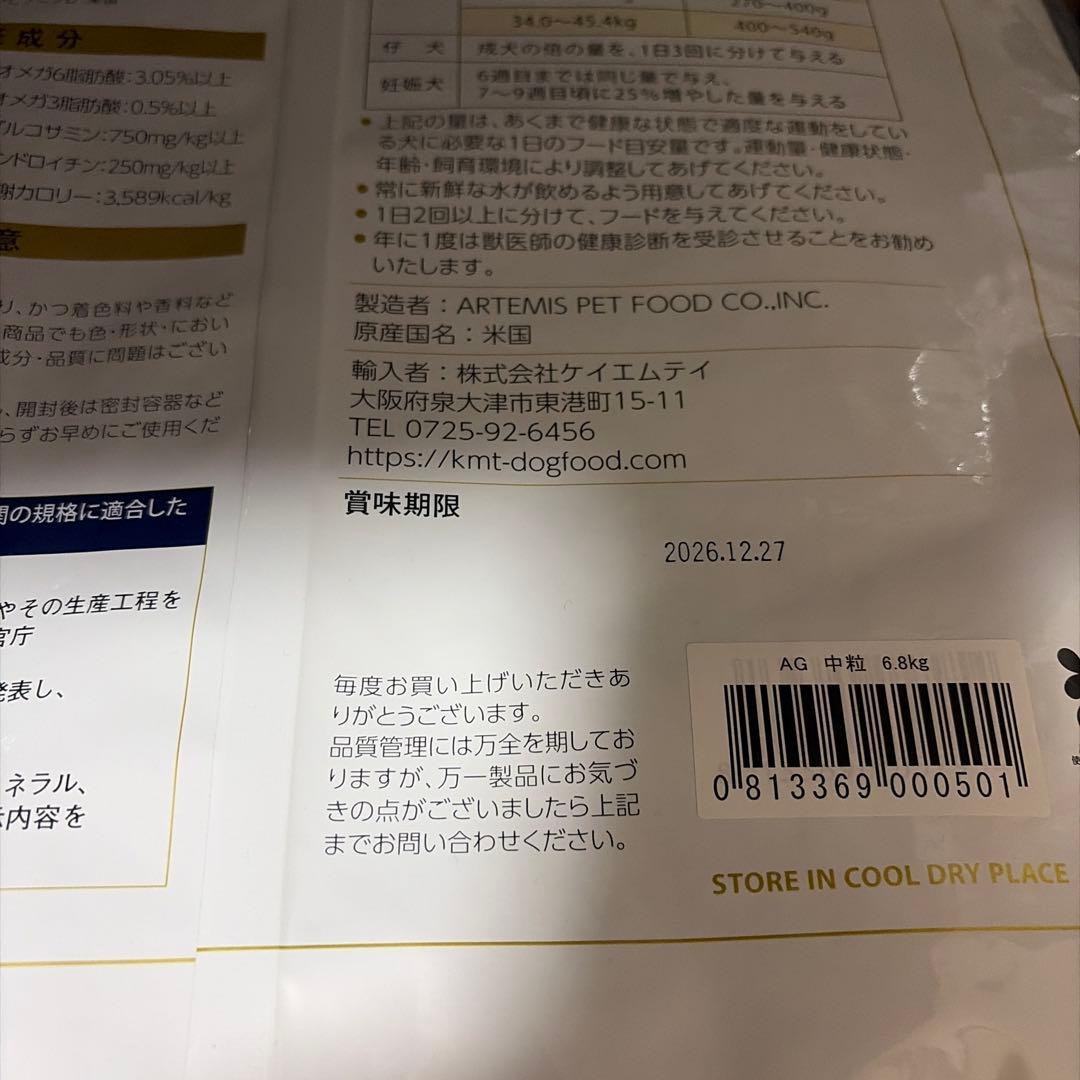 成分
オメガ6脂肪酸：3.05%以上
オメガ3脂肪酸：0.5%以上
ルコサミン：750mg/kg以上
ンドロイチン：250mg/kg以上
謝カロリー：3,589kcal/kg
意
り、かつ着色料や香料など
商品でも色・形状・におい
成分・品質に問題はござい
、開封後は密封容器など
らずお早めにご使用くだ
の規格に適合した
やその生産工程を
官庁
発表し、
ネラル、
内容を
270～400g
34.0～45.4kg 400～540g
仔犬 成犬の倍の量を、1日3回に分けて与える
妊娠犬 6週目までは同じ量で与え、
7～9週目頃に25%増やした量を与える
●上記の量は、あくまで健康な状態で適度な運動をしてい
る犬に必要な1日のフード目安量です。運動量・健康状態・
年齢・飼育環境により調整してあげてください。
●常に新鮮な水が飲めるよう用意してあげてください。
●1日2回以上に分けて、フードを与えてください。
●年に1度は獣医師の健康診断を受診させることをお勧め
いたします。
製造者：ARTEMIS PET FOOD CO.,INC.
原産国名：米国
輸入者：株式会社ケイエムテイ
大阪府泉大津市東港町15-11
TEL 0725-92-6456
https://kmt-dogfood.com
賞味期限
2026.12.27
毎度お買い上げいただきあ
りがとうございます。
品質管理には万全を期してお
りますが、万一製品にお気づ
きの点がございましたら上記
までお問い合わせください。
AG 中粒 6.8kg
0 813369 000501
STORE IN COOL DRY PLACE
使